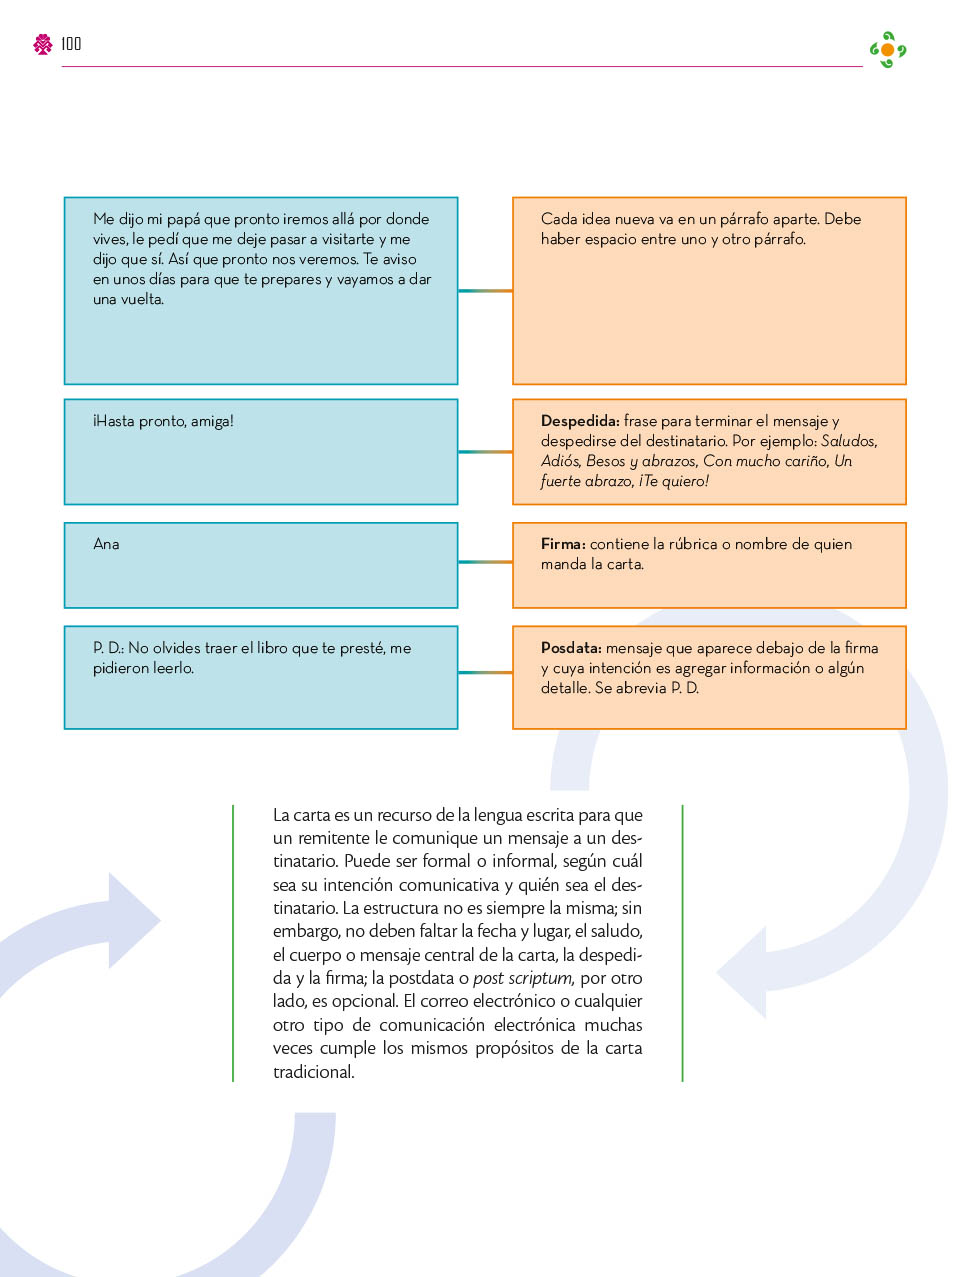 100
Me dijo mi papá que pronto iremos allá por donde
vives, le pedí que me deje pasar a visitarte y me
dijo que sí. Así que pronto nos veremos. Te aviso
en unos días para que te prepares y vayamos a dar
una vuelta.
Cada idea nueva va en un párrafo aparte. Debe
haber espacio entre uno y otro párrafo.
¡Hasta pronto, amiga!
Despedida: frase para terminar el mensaje y
despedirse del destinatario. Por ejemplo: Saludos,
Adiós, Besos y abrazos, Con mucho cariño, Un
fuerte abrazo, ¡Te quiero!
Ana
Firma: contiene la rúbrica o nombre de quien
manda la carta.
P. D.: No olvides traer el libro que te presté, me
pidieron leerlo.
Posdata: mensaje que aparece debajo de la firma
y cuya intención es agregar información o algún
detalle. Se abrevia P. D.
La carta es un recurso de la lengua escrita para que
un remitente le comunique un mensaje a un des-
tinatario. Puede ser formal o informal, según cuál
sea su intención comunicativa y quién sea el des-
tinatario. La estructura no es siempre la misma; sin
embargo, no deben faltar la fecha y lugar, el saludo,
el cuerpo o mensaje central de la carta, la despedi-
da y la firma; la postdata o post scriptum, por otro
lado, es opcional. El correo electrónico o cualquier
otro tipo de comunicación electrónica muchas
veces cumple los mismos propósitos de la carta
tradicional.